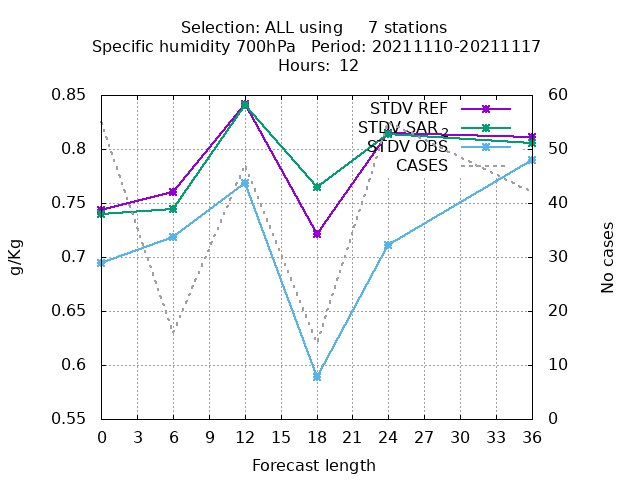 Selection: ALL using 7 stations
Specific humidity 700hPa Period: 20211110-20211117
Hours: 12
STDV REF
STDV SAR_2
STDV OBS
CASES
0.85
0.8
0.75
0.7
0.65
0.6
0.55
g/Kg
60
50
40
30
20
10
0
No cases
0 3 6 9 12 15 18 21 24 27 30 33 36
Forecast length